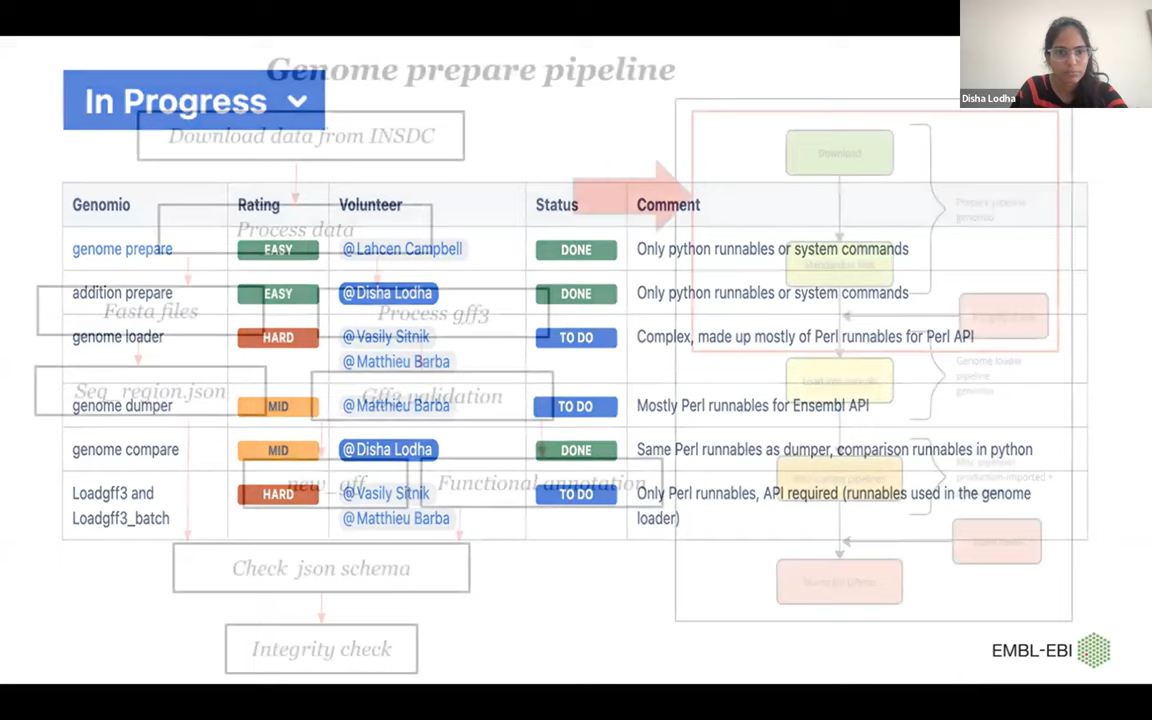 Genome prepare pipeline
In Progress
Disha Lodha
Download data from INSDC
Download
Genomio Rating Volunteer Status Comment
Process data
Prepare pipeline
genomio
genome prepare EASY @Lahcen Campbell DONE Only python runnables or system commands
addition prepare EASY @Disha Lodha DONE Only python runnables or system commands
Fasta files
Process gff3
genome loader HARD @Vasily Sitnik TO DO Complex, made up mostly of Perl runnables for Perl API
@Matthieu Barba
Genome loader
pipeline
genomio
Seq_region.json
Gff3 validation
genome dumper MID @Matthieu Barba TO DO Mostly Perl runnables for Ensembl API
genome compare MID @Disha Lodha DONE Same Perl runnables as dumper, comparison runnables in python
new_gff
Functional annotation
production-imported +
Loadgff3 and HARD @Vasily Sitnik TO DO Only Perl runnables, API required (runnables used in the genome
Loadgff3_batch @Matthieu Barba loader)
Check json schema
Integrity check
EMBL-EBI